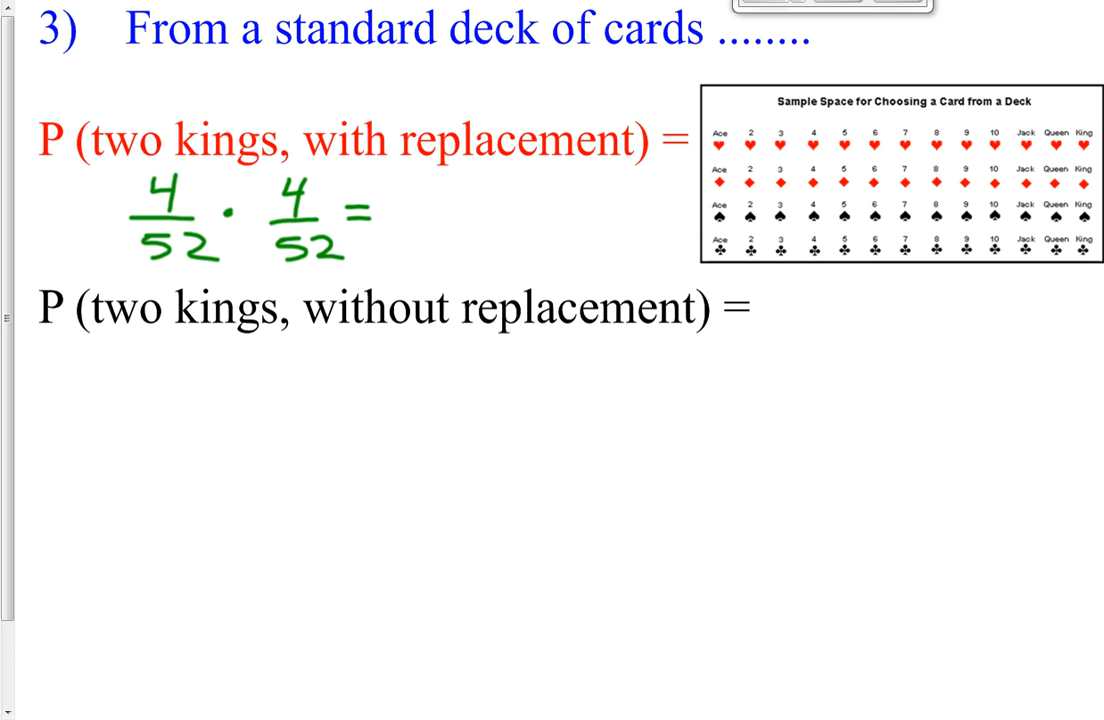 3) From a standard deck of cards ........
P (two kings, with replacement) =
4/52 · 4/52 =
Sample Space for Choosing a Card from a Deck
Ace 2 3 4 5 6 7 8 9 10 Jack Queen King
♥ ♥ ♥ ♥ ♥ ♥ ♥ ♥ ♥ ♥ ♥ ♥ ♥
Ace 2 3 4 5 6 7 8 9 10 Jack Queen King
♦ ♦ ♦ ♦ ♦ ♦ ♦ ♦ ♦ ♦ ♦ ♦ ♦
Ace 2 3 4 5 6 7 8 9 10 Jack Queen King
♠ ♠ ♠ ♠ ♠ ♠ ♠ ♠ ♠ ♠ ♠ ♠ ♠
Ace 2 3 4 5 6 7 8 9 10 Jack Queen King
♣ ♣ ♣ ♣ ♣ ♣ ♣ ♣ ♣ ♣ ♣ ♣ ♣
P (two kings, without replacement) =